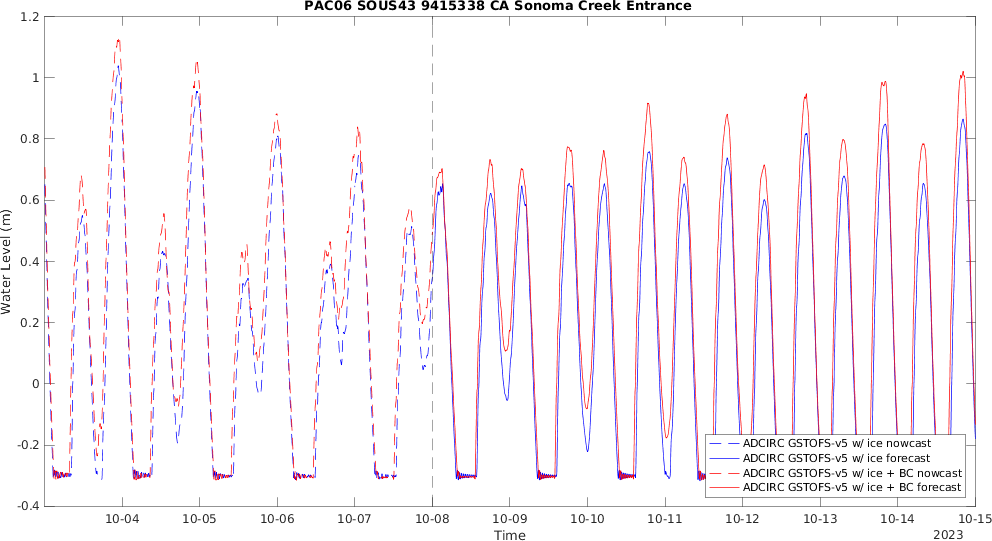 PAC06 SOUS43 9415338 CA Sonoma Creek Entrance
1.2
1
0.8
0.6
0.4
0.2
0
-0.2
-0.4
Water Level (m)
10-04 10-05 10-06 10-07 10-08 10-09 10-10 10-11 10-12 10-13 10-14 10-15
Time
2023
ADCIRC GSTOFS-v5 w/ ice nowcast
ADCIRC GSTOFS-v5 w/ ice forecast
ADCIRC GSTOFS-v5 w/ ice + BC nowcast
ADCIRC GSTOFS-v5 w/ ice + BC forecast